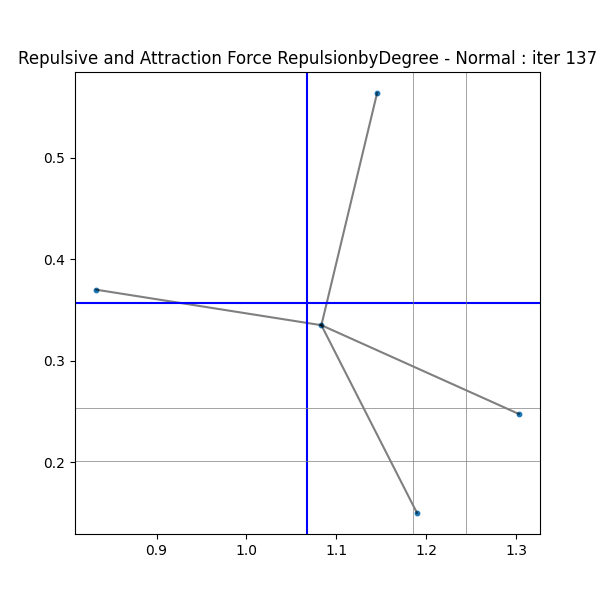 Repulsive and Attraction Force RepulsionbyDegree - Normal : iter 137
0.5
0.4
0.3
0.2
0.9 1.0 1.1 1.2 1.3